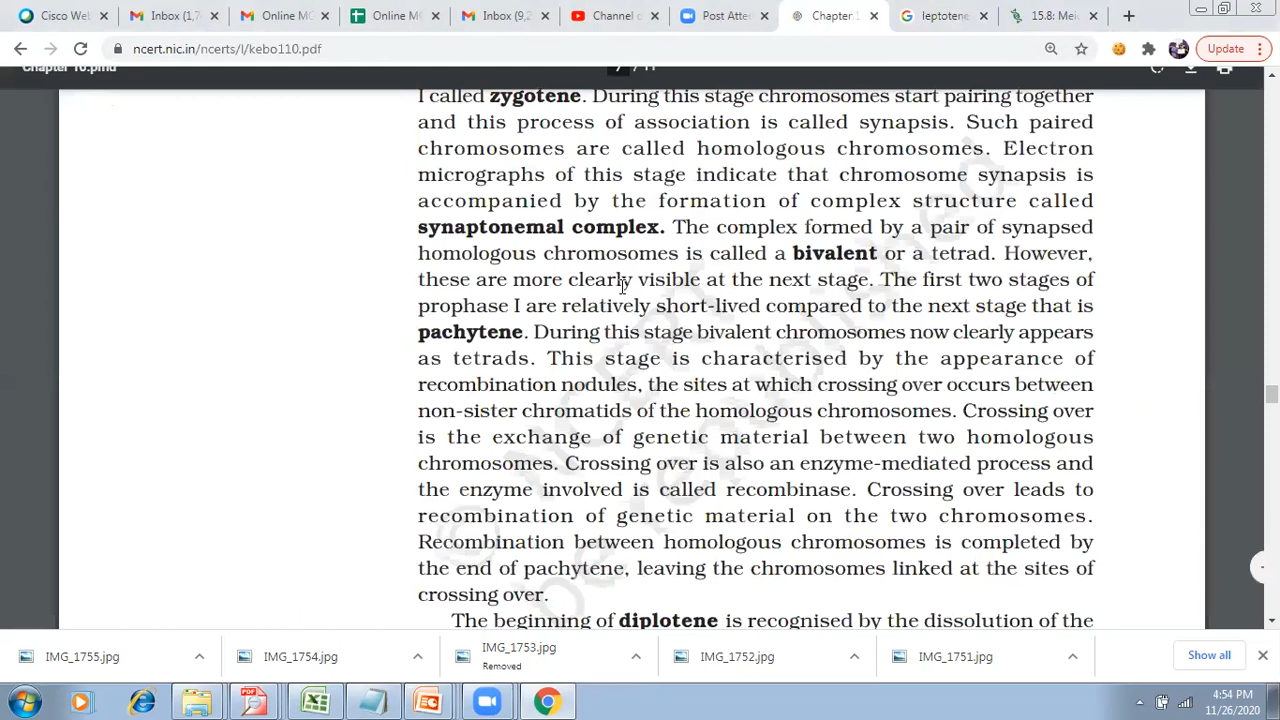 Cisco We
Inbox (1,7
Online MC
Online MS
Inbox (9,2
Channel c
Post Atter
Chapter 1
leptotene
15.8: Mei
ncert.nic.in/ncerts/l/kebo110.pdf
Update
Chapter 10.pmd
7 / 11
I called zygotene. During this stage chromosomes start pairing together
and this process of association is called synapsis. Such paired
chromosomes are called homologous chromosomes. Electron
micrographs of this stage indicate that chromosome synapsis is
accompanied by the formation of complex structure called
synaptonemal complex. The complex formed by a pair of synapsed
homologous chromosomes is called a bivalent or a tetrad. However,
these are more clearly visible at the next stage. The first two stages of
prophase I are relatively short-lived compared to the next stage that is
pachytene. During this stage bivalent chromosomes now clearly appears
as tetrads. This stage is characterised by the appearance of
recombination nodules, the sites at which crossing over occurs between
non-sister chromatids of the homologous chromosomes. Crossing over
is the exchange of genetic material between two homologous
chromosomes. Crossing over is also an enzyme-mediated process and
the enzyme involved is called recombinase. Crossing over leads to
recombination of genetic material on the two chromosomes.
Recombination between homologous chromosomes is completed by
the end of pachytene, leaving the chromosomes linked at the sites of
crossing over.
The beginning of diplotene is recognised by the dissolution of the
© NCERT
be republished
IMG_1755.jpg
IMG_1754.jpg
IMG_1753.jpg
Removed
IMG_1752.jpg
IMG_1751.jpg
Show all
4:54 PM
11/26/2020